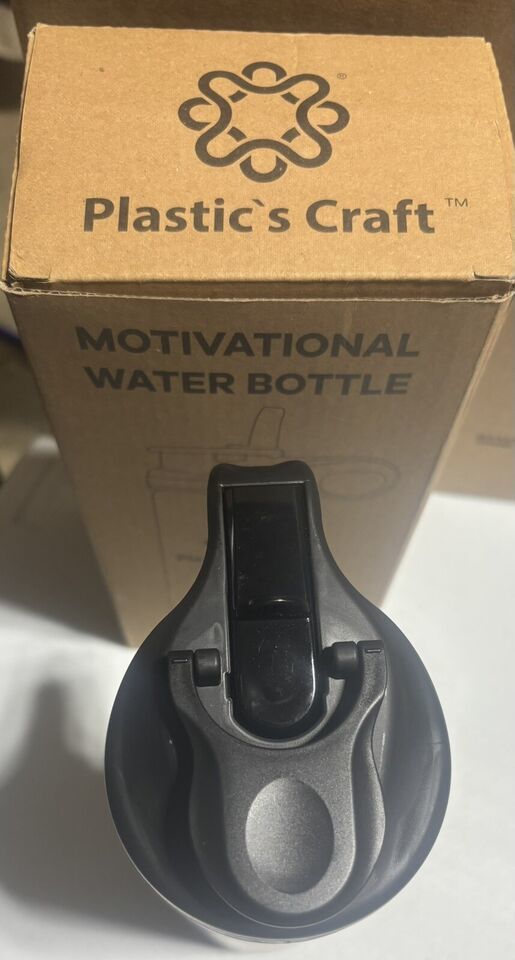 ®
Plastic`s Craft ™
MOTIVATIONAL
WATER BOTTLE